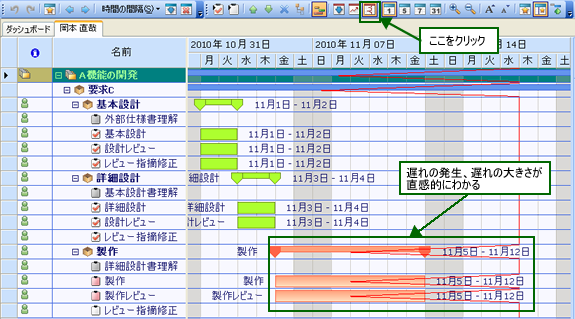 時間の間隔(S)
1 5 7 31
ダッシュボード 岡本 直哉
ここをクリック
名前
2010年 10月 31日 2010年 11月 07日 14日
月 火 水 木 金 土 日 月 火 水 木 金 土 日 月 火 水 木 金 土
A機能の開発
要求C
基本設計 11月1日 - 11月2日
外部仕様書理解
基本設計 11月1日 - 11月2日
設計レビュー 11月1日 - 11月2日
レビュー指摘修正 11月1日 - 11月2日
遅れの発生、遅れの大きさが
直感的にわかる
詳細設計 細設計 11月3日 - 11月4日
基本設計書理解
詳細設計 詳細設計 11月3日 - 11月4日
設計レビュー 計レビュー 11月3日 - 11月4日
レビュー指摘修正
製作 製作 11月5日 - 11月12日
詳細設計書理解
製作 製作 11月5日 - 11月12日
製作レビュー 製作レビュー 11月5日 - 11月12日
レビュー指摘修正